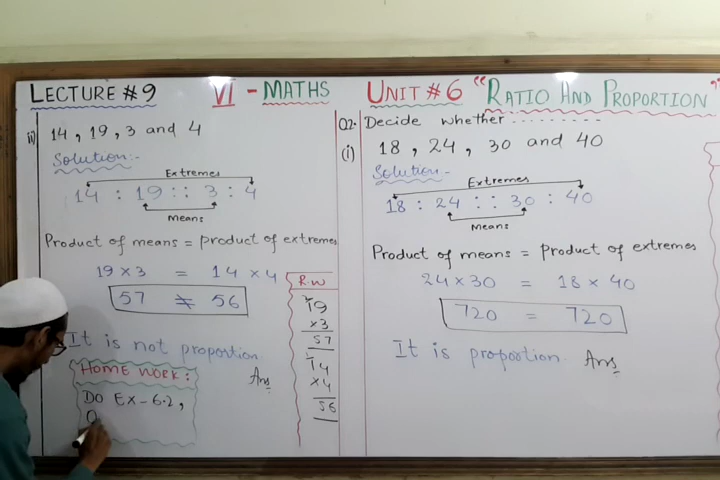 LECTURE #9 VI - MATHS UNIT #6 "RATIO AND PROPORTION"
ii) 14, 19, 3 and 4
Solution:-
Extremes
14 : 19 :: 3 : 4
Means
Product of means = product of extremes
19 × 3 = 14 × 4
57 ≠ 56
It is not proportion.
Ans
R.W
19
×3
57
14
×4
56
HOME WORK:
Do Ex-6.2,
Q
Q2. Decide whether ..........
(i) 18, 24, 30 and 40
Solution.
Extremes
18 : 24 :: 30 : 40
Means
Product of means = product of extremes
24 × 30 = 18 × 40
720 = 720
It is proportion. Ans